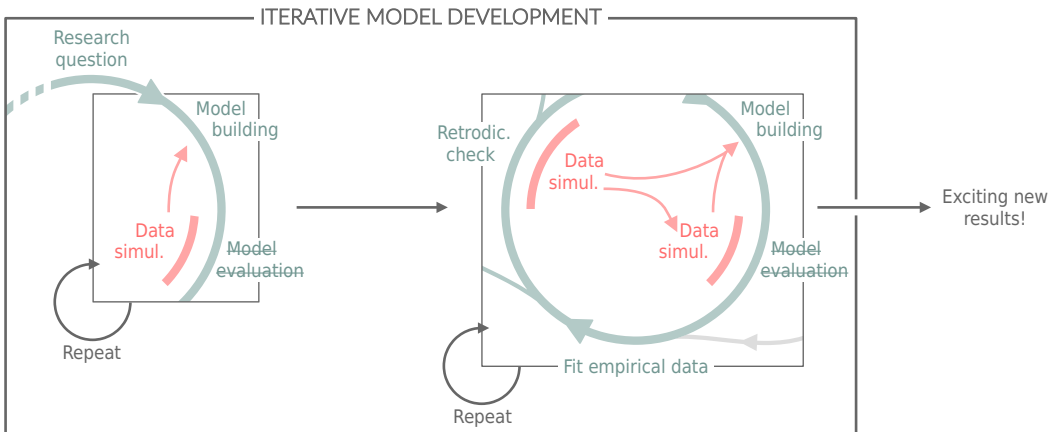 ITERATIVE MODEL DEVELOPMENT
Research
question
Model
building
Data
simul.
Model
evaluation
Repeat
Retrodic.
check
Model
building
Data
simul.
Data
simul.
Model
evaluation
Fit empirical data
Repeat
Exciting new
results!